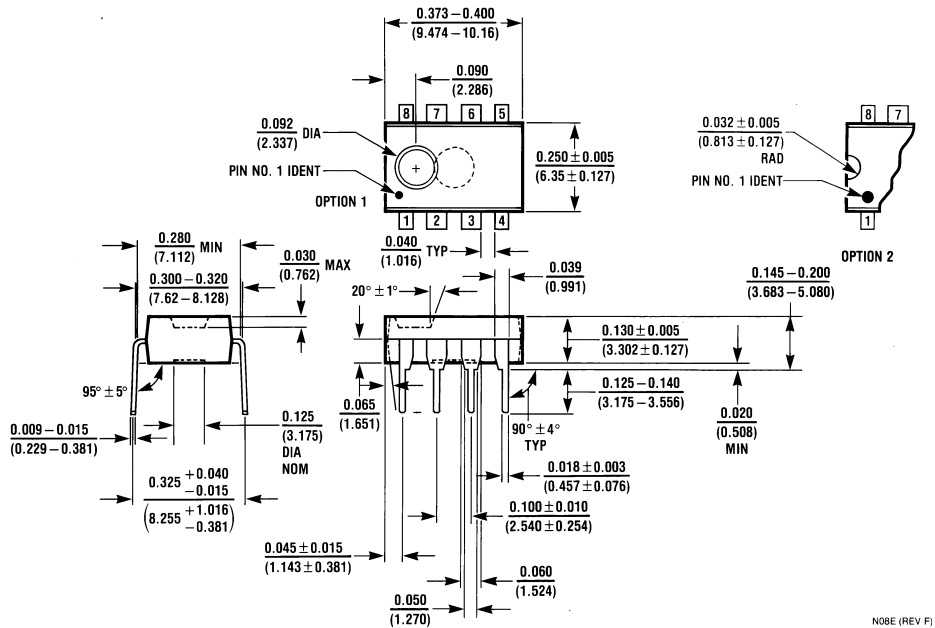 0.373 – 0.400
(9.474 – 10.16)
0.090
(2.286)
8 7 6 5
0.092 DIA
(2.337)
PIN NO. 1 IDENT
OPTION 1
1 2 3 4
0.250 ± 0.005
(6.35 ± 0.127)
8 7
0.032 ± 0.005
(0.813 ± 0.127)
RAD
PIN NO. 1 IDENT
1
OPTION 2
0.280 MIN
(7.112)
0.300 – 0.320
(7.62 – 8.128)
0.030 MAX
(0.762)
95° ± 5°
0.009 – 0.015
(0.229 – 0.381)
0.125
(3.175)
DIA
NOM
0.325 +0.040
–0.015
(8.255 +1.016
–0.381)
0.040 TYP
(1.016)
0.039
(0.991)
20° ± 1°
0.145 – 0.200
(3.683 – 5.080)
0.130 ± 0.005
(3.302 ± 0.127)
0.125 – 0.140
(3.175 – 3.556)
0.020
(0.508)
MIN
0.065
(1.651)
90° ± 4°
TYP
0.018 ± 0.003
(0.457 ± 0.076)
0.100 ± 0.010
(2.540 ± 0.254)
0.045 ± 0.015
(1.143 ± 0.381)
0.060
(1.524)
0.050
(1.270)
N08E (REV F)